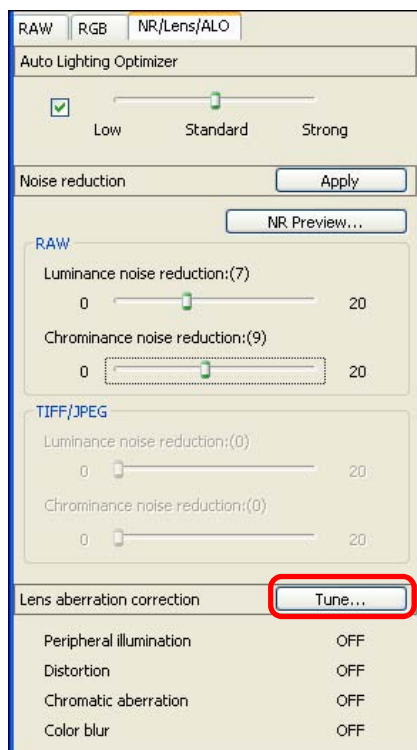 RAW RGB NR/Lens/ALO
Auto Lighting Optimizer
Low Standard Strong
Noise reduction Apply
NR Preview...
RAW
Luminance noise reduction:(7)
0 20
Chrominance noise reduction:(9)
0 20
TIFF/JPEG
Luminance noise reduction:(0)
0 20
Chrominance noise reduction:(0)
0 20
Lens aberration correction Tune...
Peripheral illumination OFF
Distortion OFF
Chromatic aberration OFF
Color blur OFF